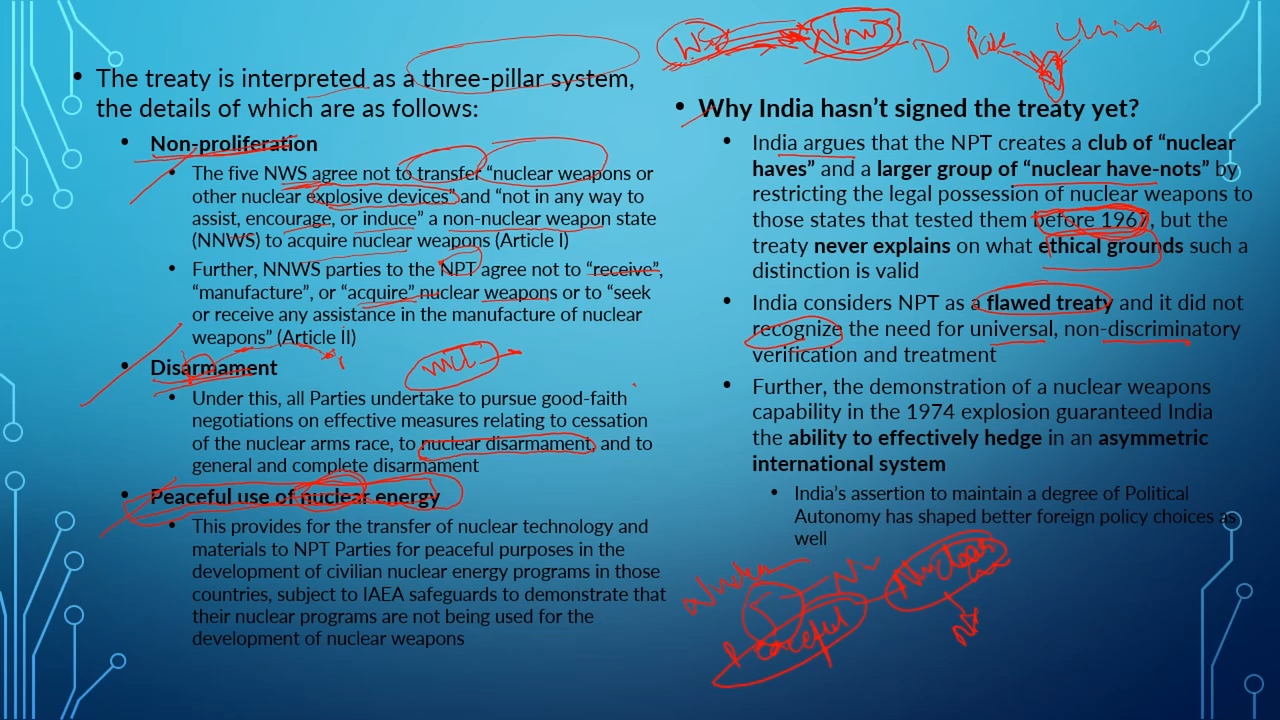 The treaty is interpreted as a three-pillar system,
the details of which are as follows:
Non-proliferation
The five NWS agree not to transfer “nuclear weapons or
other nuclear explosive devices” and “not in any way to
assist, encourage, or induce” a non-nuclear weapon state
(NNWS) to acquire nuclear weapons (Article I)
Further, NNWS parties to the NPT agree not to “receive”,
“manufacture”, or “acquire” nuclear weapons or to “seek
or receive any assistance in the manufacture of nuclear
weapons” (Article II)
Disarmament
Under this, all Parties undertake to pursue good-faith
negotiations on effective measures relating to cessation
of the nuclear arms race, to nuclear disarmament, and to
general and complete disarmament
Peaceful use of nuclear energy
This provides for the transfer of nuclear technology and
materials to NPT Parties for peaceful purposes in the
development of civilian nuclear energy programs in those
countries, subject to IAEA safeguards to demonstrate that
their nuclear programs are not being used for the
development of nuclear weapons
Pak China
Why India hasn’t signed the treaty yet?
India argues that the NPT creates a club of “nuclear
haves” and a larger group of “nuclear have-nots” by
restricting the legal possession of nuclear weapons to
those states that tested them before 1967, but the
treaty never explains on what ethical grounds such a
distinction is valid
India considers NPT as a flawed treaty and it did not
recognize the need for universal, non-discriminatory
verification and treatment
Further, the demonstration of a nuclear weapons
capability in the 1974 explosion guaranteed India
the ability to effectively hedge in an asymmetric
international system
India’s assertion to maintain a degree of Political
Autonomy has shaped better foreign policy choices as
well
Nuclear
Peaceful